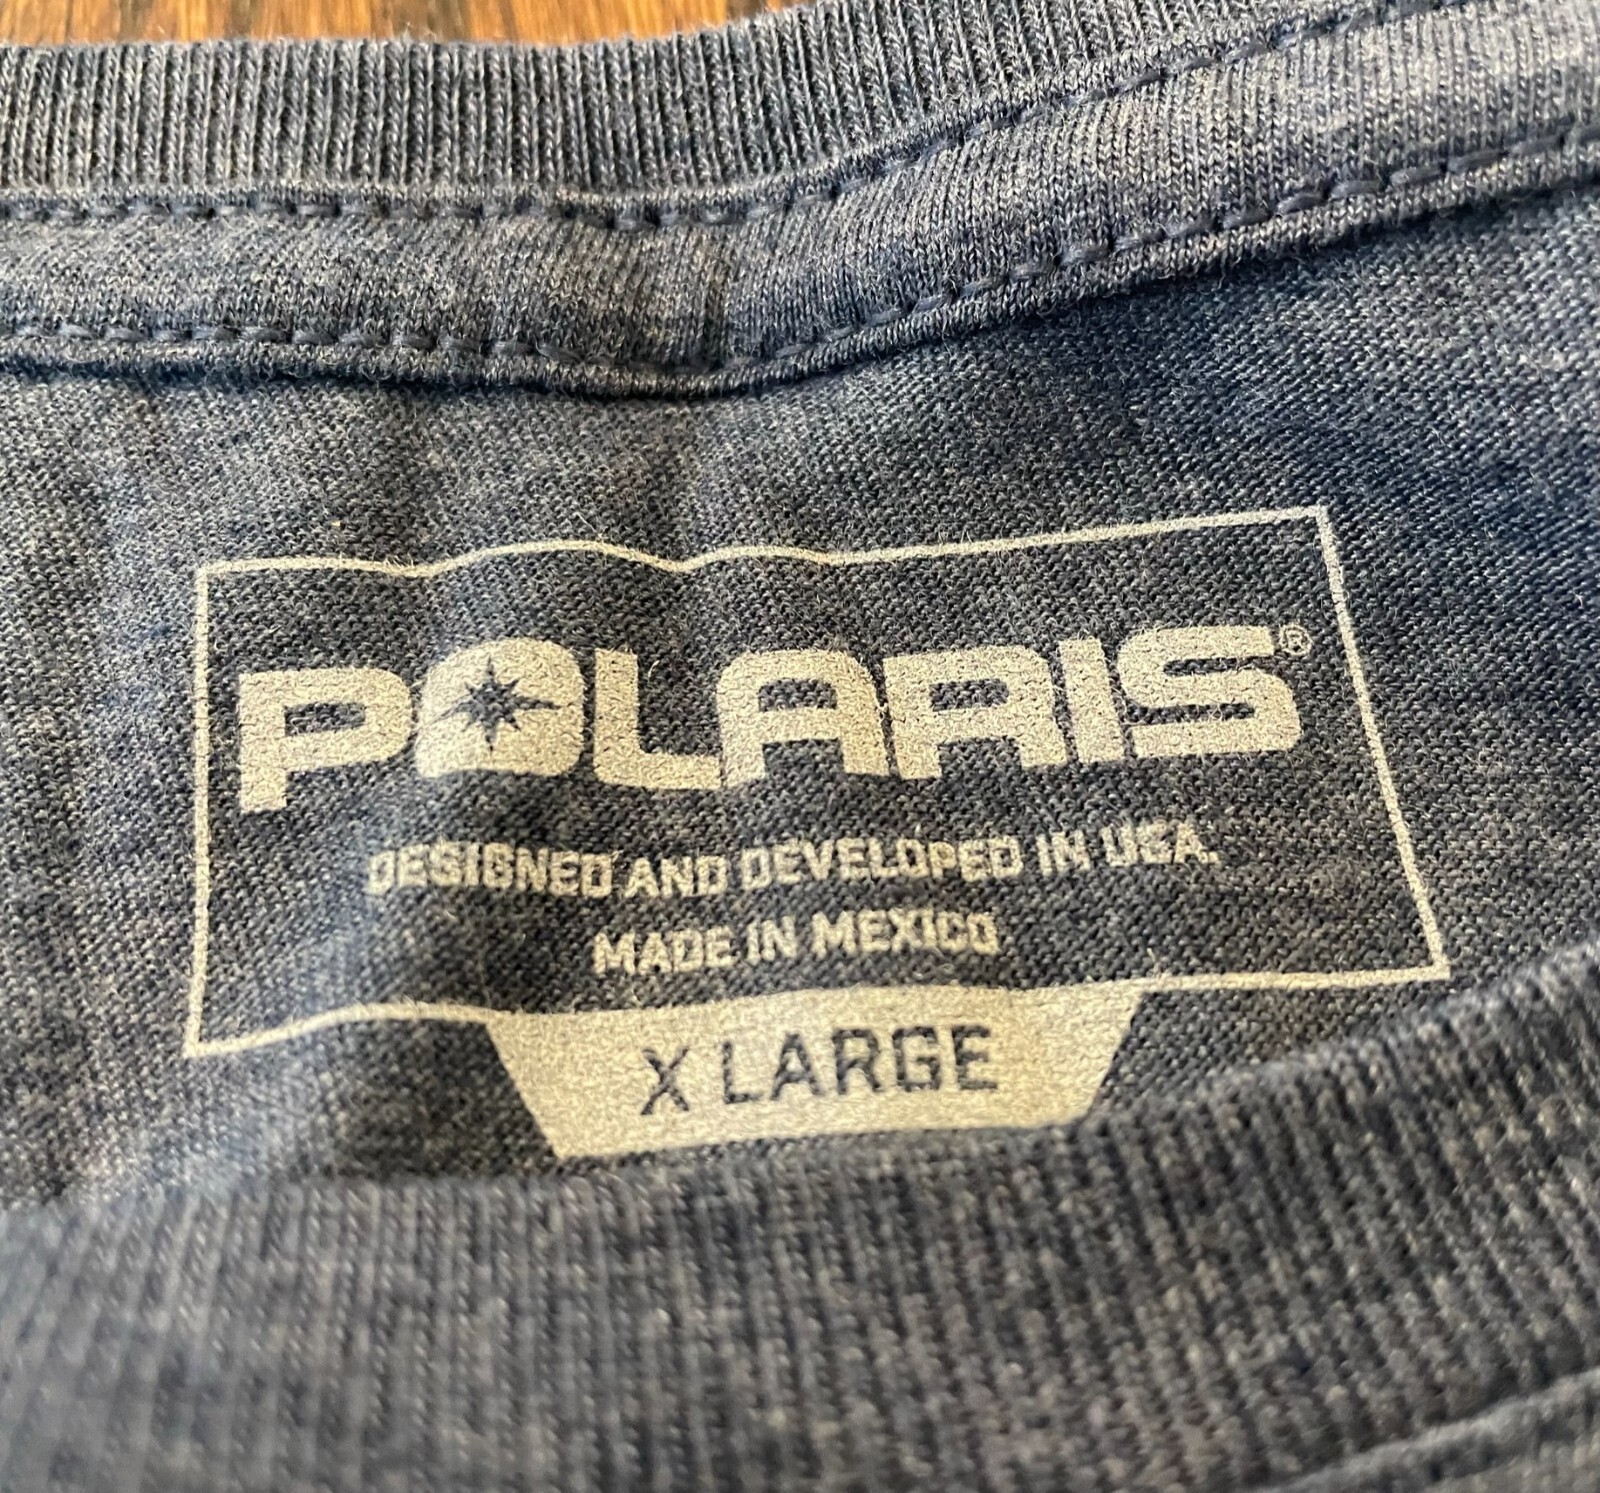 POLARIS®
DESIGNED AND DEVELOPED IN USA.
MADE IN MEXICO
X LARGE